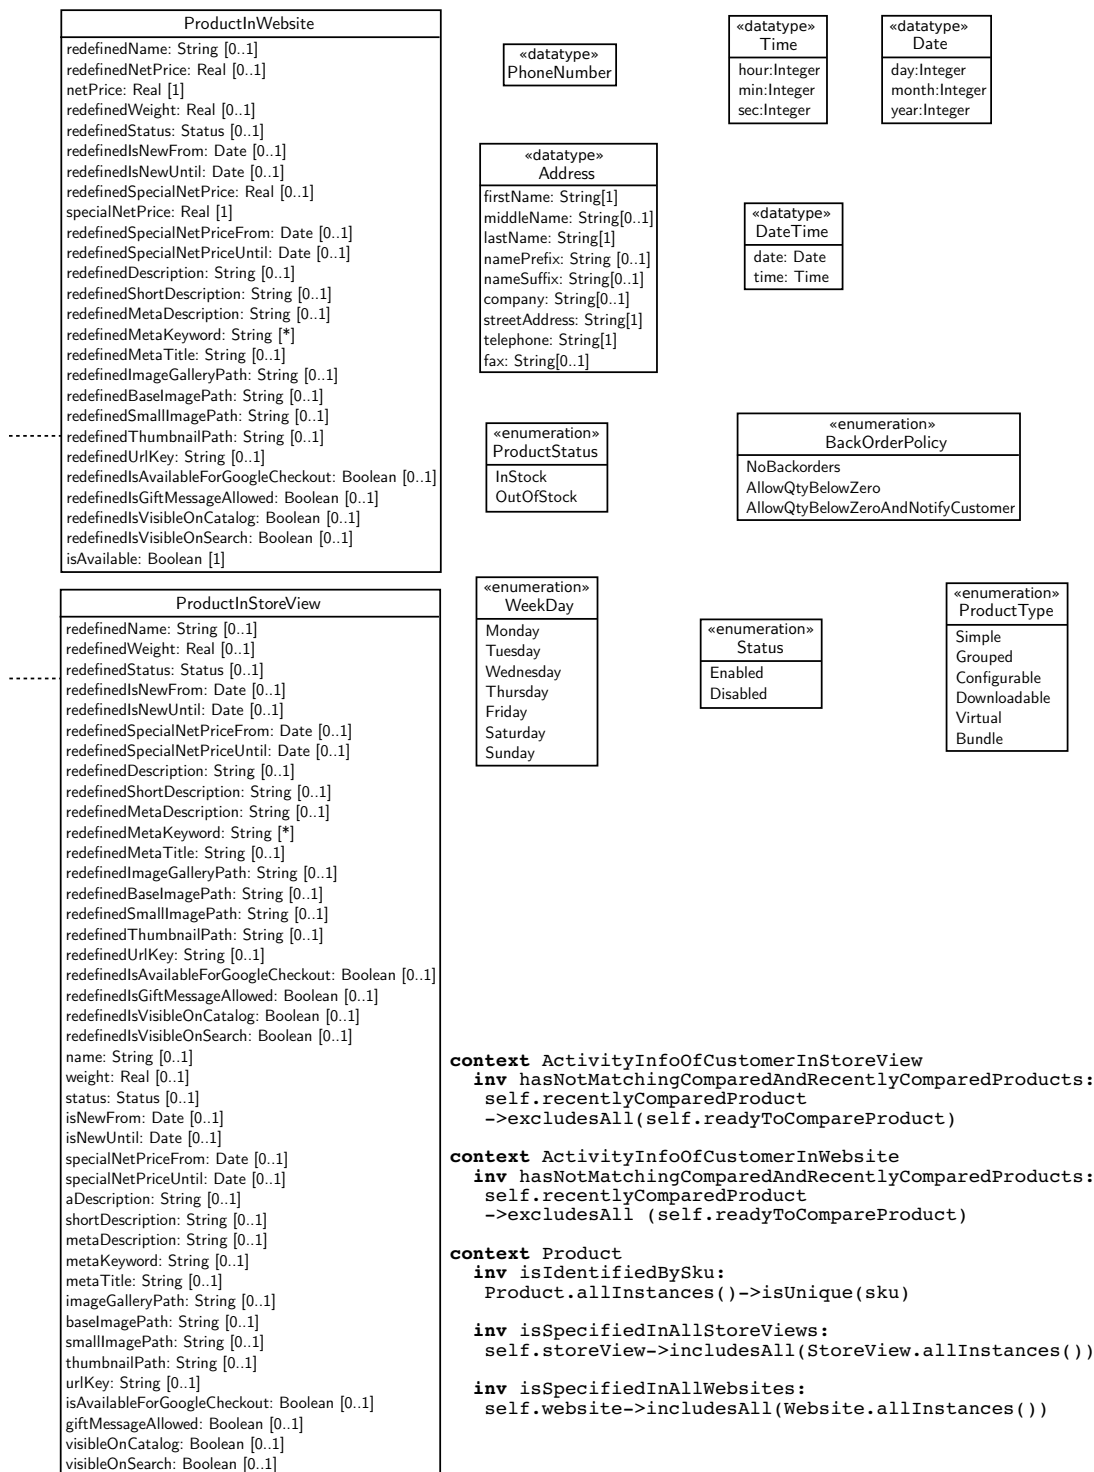 ProductInWebsite
redefinedName: String [0..1]
redefinedNetPrice: Real [0..1]
netPrice: Real [1]
redefinedWeight: Real [0..1]
redefinedStatus: Status [0..1]
redefinedIsNewFrom: Date [0..1]
redefinedIsNewUntil: Date [0..1]
redefinedSpecialNetPrice: Real [0..1]
specialNetPrice: Real [1]
redefinedSpecialNetPriceFrom: Date [0..1]
redefinedSpecialNetPriceUntil: Date [0..1]
redefinedDescription: String [0..1]
redefinedShortDescription: String [0..1]
redefinedMetaDescription: String [0..1]
redefinedMetaKeyword: String [*]
redefinedMetaTitle: String [0..1]
redefinedImageGalleryPath: String [0..1]
redefinedBaseImagePath: String [0..1]
redefinedSmallImagePath: String [0..1]
redefinedThumbnailPath: String [0..1]
redefinedUrlKey: String [0..1]
redefinedIsAvailableForGoogleCheckout: Boolean [0..1]
redefinedIsGiftMessageAllowed: Boolean [0..1]
redefinedIsVisibleOnCatalog: Boolean [0..1]
redefinedIsVisibleOnSearch: Boolean [0..1]
isAvailable: Boolean [1]
ProductInStoreView
redefinedName: String [0..1]
redefinedWeight: Real [0..1]
redefinedStatus: Status [0..1]
redefinedIsNewFrom: Date [0..1]
redefinedIsNewUntil: Date [0..1]
redefinedSpecialNetPriceFrom: Date [0..1]
redefinedSpecialNetPriceUntil: Date [0..1]
redefinedDescription: String [0..1]
redefinedShortDescription: String [0..1]
redefinedMetaDescription: String [0..1]
redefinedMetaKeyword: String [*]
redefinedMetaTitle: String [0..1]
redefinedImageGalleryPath: String [0..1]
redefinedBaseImagePath: String [0..1]
redefinedSmallImagePath: String [0..1]
redefinedThumbnailPath: String [0..1]
redefinedUrlKey: String [0..1]
redefinedIsAvailableForGoogleCheckout: Boolean [0..1]
redefinedIsGiftMessageAllowed: Boolean [0..1]
redefinedIsVisibleOnCatalog: Boolean [0..1]
redefinedIsVisibleOnSearch: Boolean [0..1]
name: String [0..1]
weight: Real [0..1]
status: Status [0..1]
isNewFrom: Date [0..1]
isNewUntil: Date [0..1]
specialNetPriceFrom: Date [0..1]
specialNetPriceUntil: Date [0..1]
aDescription: String [0..1]
shortDescription: String [0..1]
metaDescription: String [0..1]
metaKeyword: String [0..1]
metaTitle: String [0..1]
imageGalleryPath: String [0..1]
baseImagePath: String [0..1]
smallImagePath: String [0..1]
thumbnailPath: String [0..1]
urlKey: String [0..1]
isAvailableForGoogleCheckout: Boolean [0..1]
giftMessageAllowed: Boolean [0..1]
visibleOnCatalog: Boolean [0..1]
visibleOnSearch: Boolean [0..1]
«datatype»
PhoneNumber
«datatype»
Time
hour:Integer
min:Integer
sec:Integer
«datatype»
Date
day:Integer
month:Integer
year:Integer
«datatype»
Address
firstName: String[1]
middleName: String[0..1]
lastName: String[1]
namePrefix: String [0..1]
nameSuffix: String[0..1]
company: String[0..1]
streetAddress: String[1]
telephone: String[1]
fax: String[0..1]
«datatype»
DateTime
date: Date
time: Time
«enumeration»
ProductStatus
InStock
OutOfStock
«enumeration»
BackOrderPolicy
NoBackorders
AllowQtyBelowZero
AllowQtyBelowZeroAndNotifyCustomer
«enumeration»
WeekDay
Monday
Tuesday
Wednesday
Thursday
Friday
Saturday
Sunday
«enumeration»
Status
Enabled
Disabled
«enumeration»
ProductType
Simple
Grouped
Configurable
Downloadable
Virtual
Bundle
context ActivityInfoOfCustomerInStoreView
inv hasNotMatchingComparedAndRecentlyComparedProducts:
self.recentlyComparedProduct
->excludesAll(self.readyToCompareProduct)
context ActivityInfoOfCustomerInWebsite
inv hasNotMatchingComparedAndRecentlyComparedProducts:
self.recentlyComparedProduct
->excludesAll (self.readyToCompareProduct)
context Product
inv isIdentifiedBySku:
Product.allInstances()->isUnique(sku)
inv isSpecifiedInAllStoreViews:
self.storeView->includesAll(StoreView.allInstances())
inv isSpecifiedInAllWebsites:
self.website->includesAll(Website.allInstances())